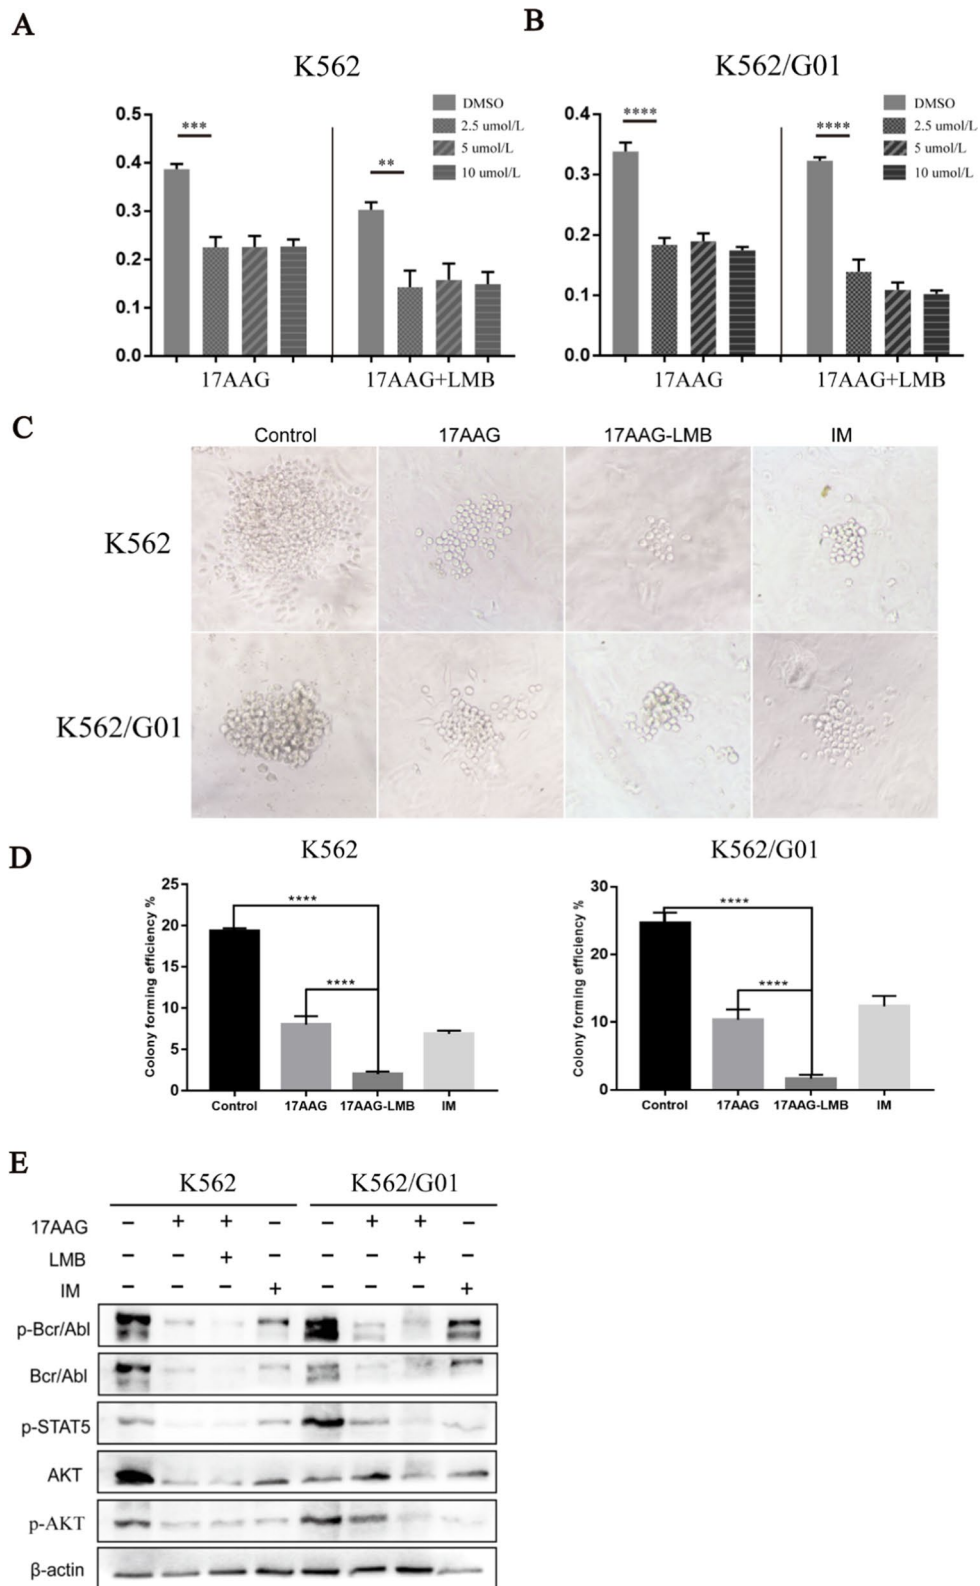 A
K562
***
**
DMSO
2.5 umol/L
5 umol/L
10 umol/L
0.5
0.4
0.3
0.2
0.1
0.0
17AAG
17AAG+LMB
B
K562/G01
****
****
DMSO
2.5 umol/L
5 umol/L
10 umol/L
0.4
0.3
0.2
0.1
0.0
17AAG
17AAG+LMB
C
Control 17AAG 17AAG-LMB IM
K562
K562/G01
D
K562
Colony forming efficiency %
25
20
15
10
5
0
****
****
Control 17AAG 17AAG-LMB IM
K562/G01
Colony forming efficiency %
30
20
10
0
****
****
Control 17AAG 17AAG-LMB IM
E
K562 K562/G01
17AAG − + + − − + + −
LMB − − + − − − + −
IM − − − + − − − +
p-Bcr/Abl
Bcr/Abl
p-STAT5
AKT
p-AKT
β-actin